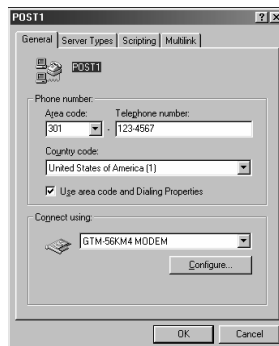 POST1
General Server Types Scripting Multilink
POST1
Phone number:
Area code: Telephone number:
301 - 123-4567
Country code:
United States of America (1)
Use area code and Dialing Properties
Connect using:
GTM-56KM4 MODEM
Configure...
OK Cancel